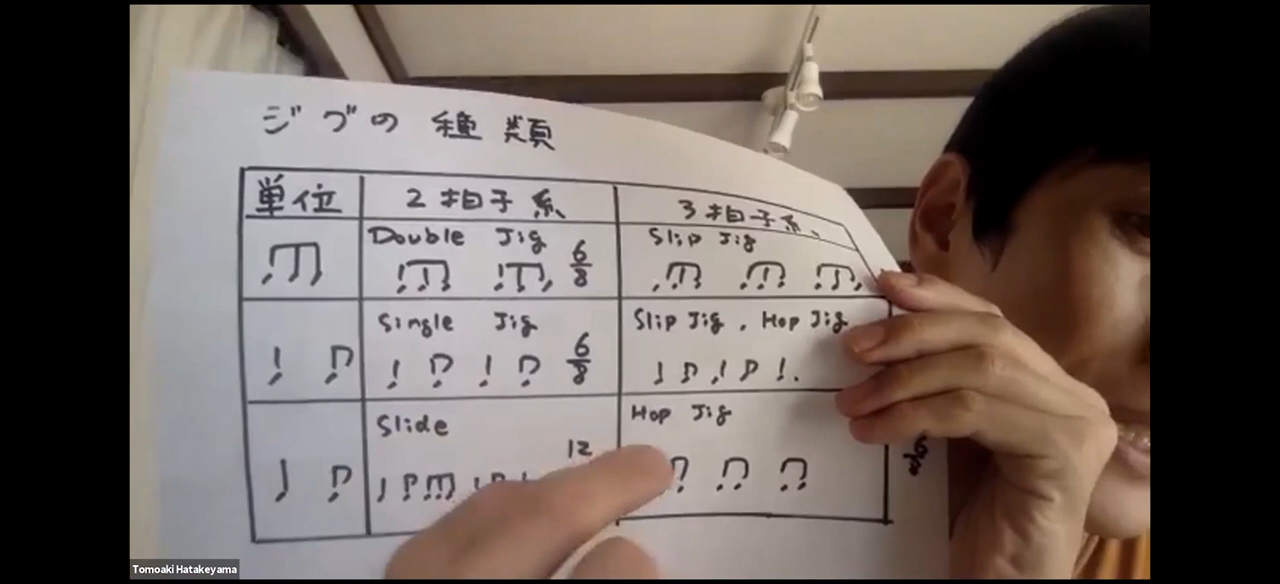 ジグの種類
単位 2拍子系 3拍子系
Double Jig 6/8 Slip Jig
Single Jig 6/8 Slip Jig, Hop Jig
Slide 12 Hop Jig
Tomoaki Hatakeyama